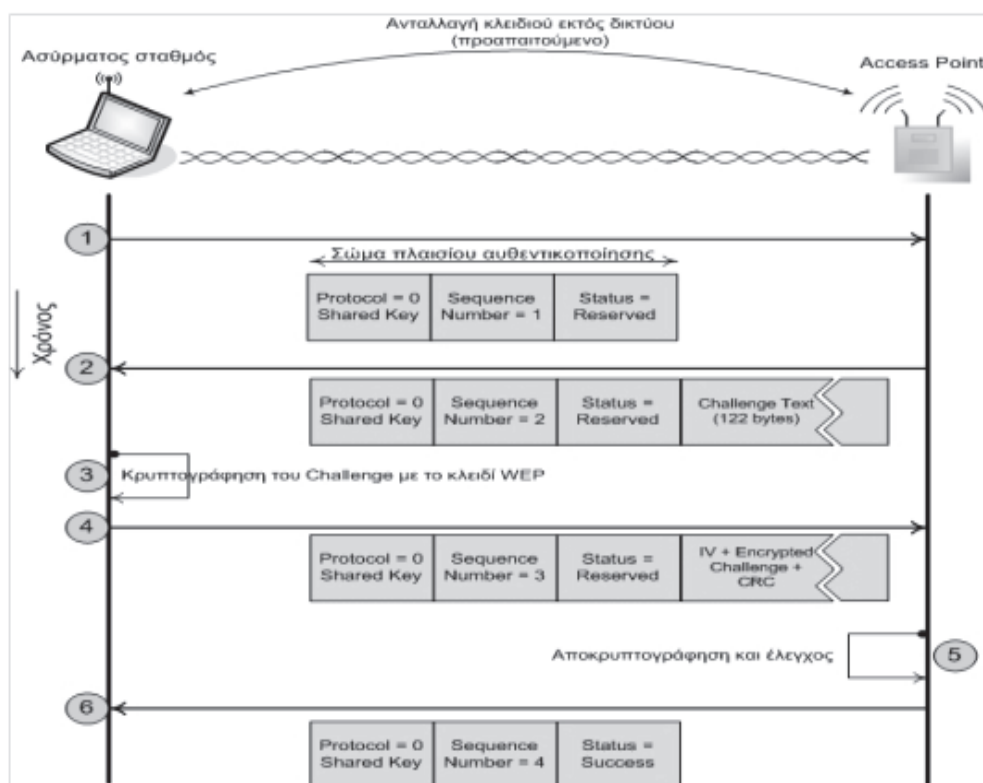 Ανταλλαγή κλειδιού εκτός δικτύου
(προαπαιτούμενο)
Ασύρματος σταθμός
Access Point
1
Σώμα πλαισίου αυθεντικοποίησης
Protocol = 0
Shared Key
Sequence
Number = 1
Status =
Reserved
Χρόνος
2
Protocol = 0
Shared Key
Sequence
Number = 2
Status =
Reserved
Challenge Text
(122 bytes)
3
Κρυπτογράφηση του Challenge με το κλειδί WEP
4
Protocol = 0
Shared Key
Sequence
Number = 3
Status =
Reserved
IV + Encrypted
Challenge +
CRC
Αποκρυπτογράφηση και έλεγχος
5
6
Protocol = 0
Shared Key
Sequence
Number = 4
Status =
Success